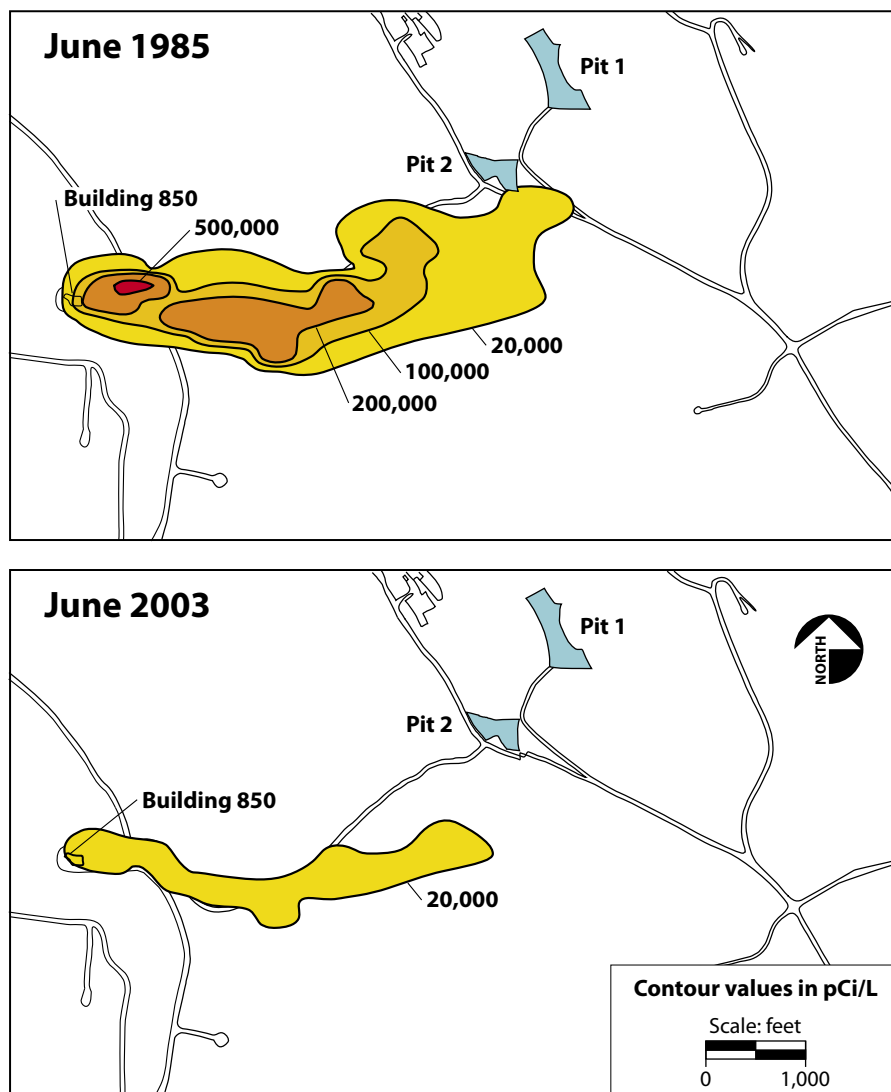 June 1985
Pit 1
Pit 2
Building 850
500,000
20,000
100,000
200,000
June 2003
Pit 1
NORTH
Pit 2
Building 850
20,000
Contour values in pCi/L
Scale: feet
0 1,000